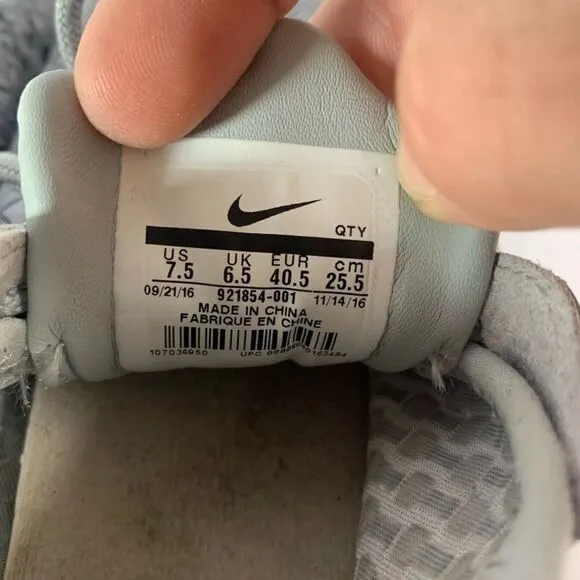 QTY
US UK EUR cm
7.5 6.5 40.5 25.5
09/21/16 921854-001 11/14/16
MADE IN CHINA
FABRIQUE EN CHINE
107036950 UPC